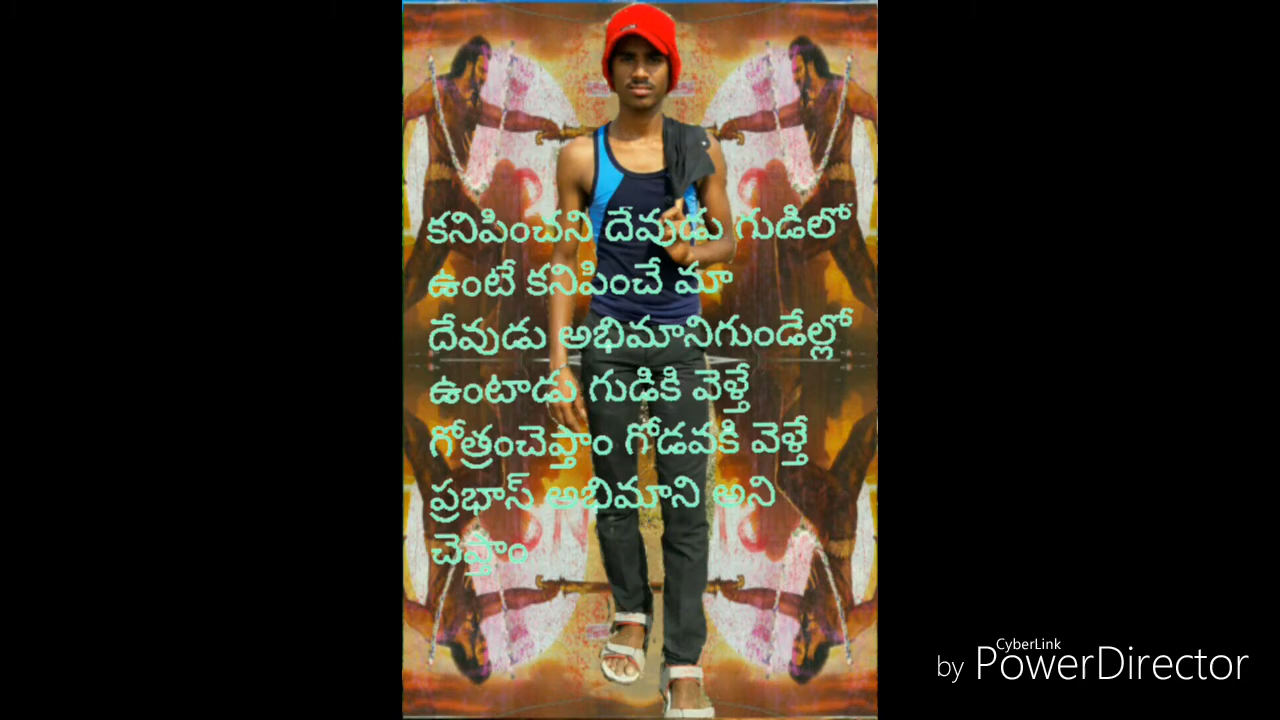 కనిపించని దేవుడు గుడిలో
ఉంటే కనిపించే మా
దేవుడు అభిమానిగుండేల్లో
ఉంటాడు గుడికి వెళ్తే
గోత్రంచెప్తాం గోడవకి వెళ్తే
ప్రభాస్ అభిమాని అని
చెప్తాం
CyberLink
by PowerDirector